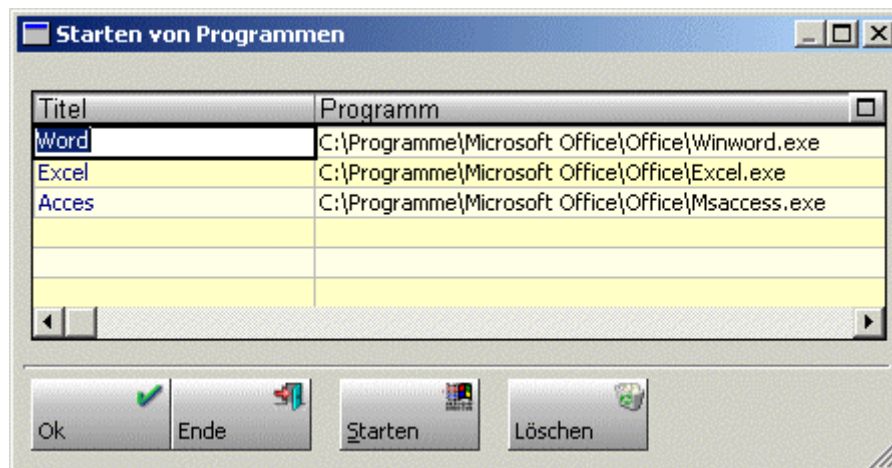 Starten von Programmen
Titel Programm
Word C:\Programme\Microsoft Office\Office\Winword.exe
Excel C:\Programme\Microsoft Office\Office\Excel.exe
Acces C:\Programme\Microsoft Office\Office\Msaccess.exe
Ok Ende Starten Löschen